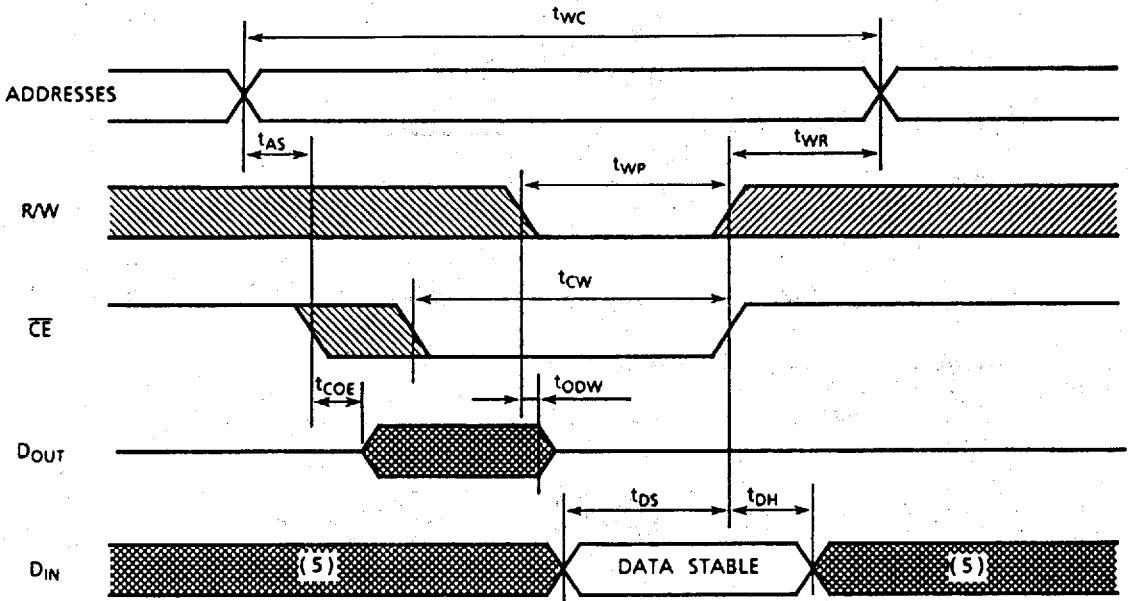 tWC
ADDRESSES
tAS
tWR
tWP
R/W
tCW
CE
tCOE
tODW
DOUT
tDS
tDH
DIN
(5)
DATA STABLE
(5)